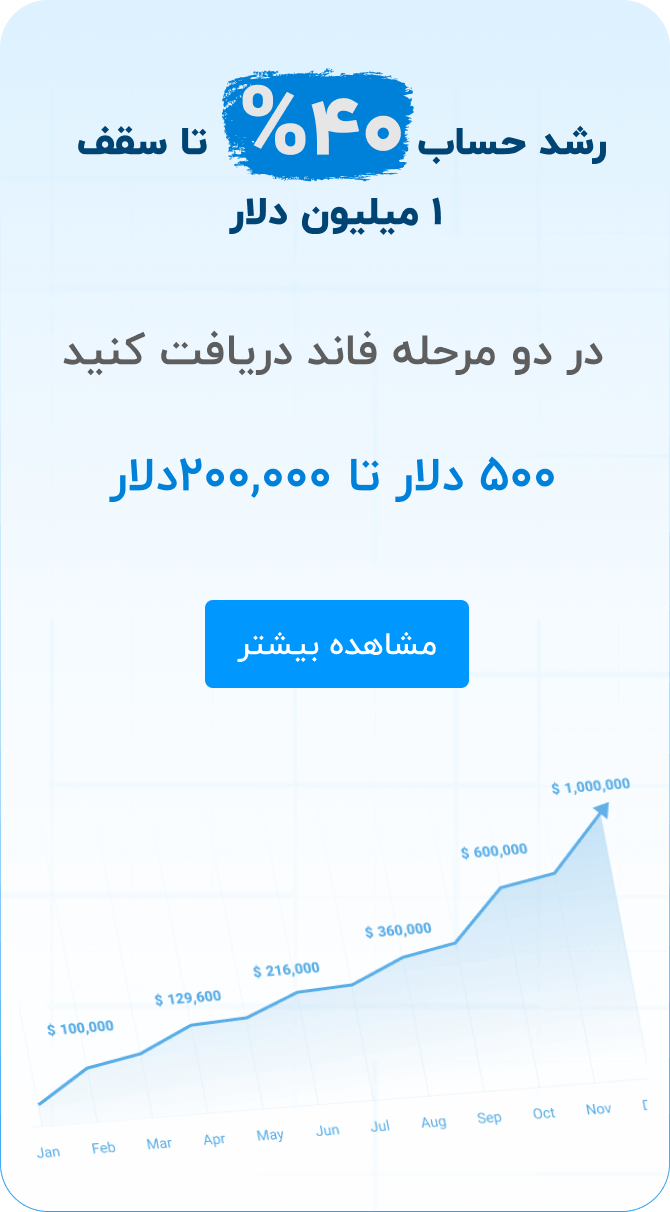 رشد حساب ۴۰% تا سقف
۱ میلیون دلار
در دو مرحله فاند دریافت کنید
۵۰۰ دلار تا ۲۰۰,۰۰۰دلار
مشاهده بیشتر
$ 1,000,000
$ 600,000
$ 360,000
$ 216,000
$ 129,600
$ 100,000
Jan Feb Mar Apr May Jun Jul Aug Sep Oct Nov